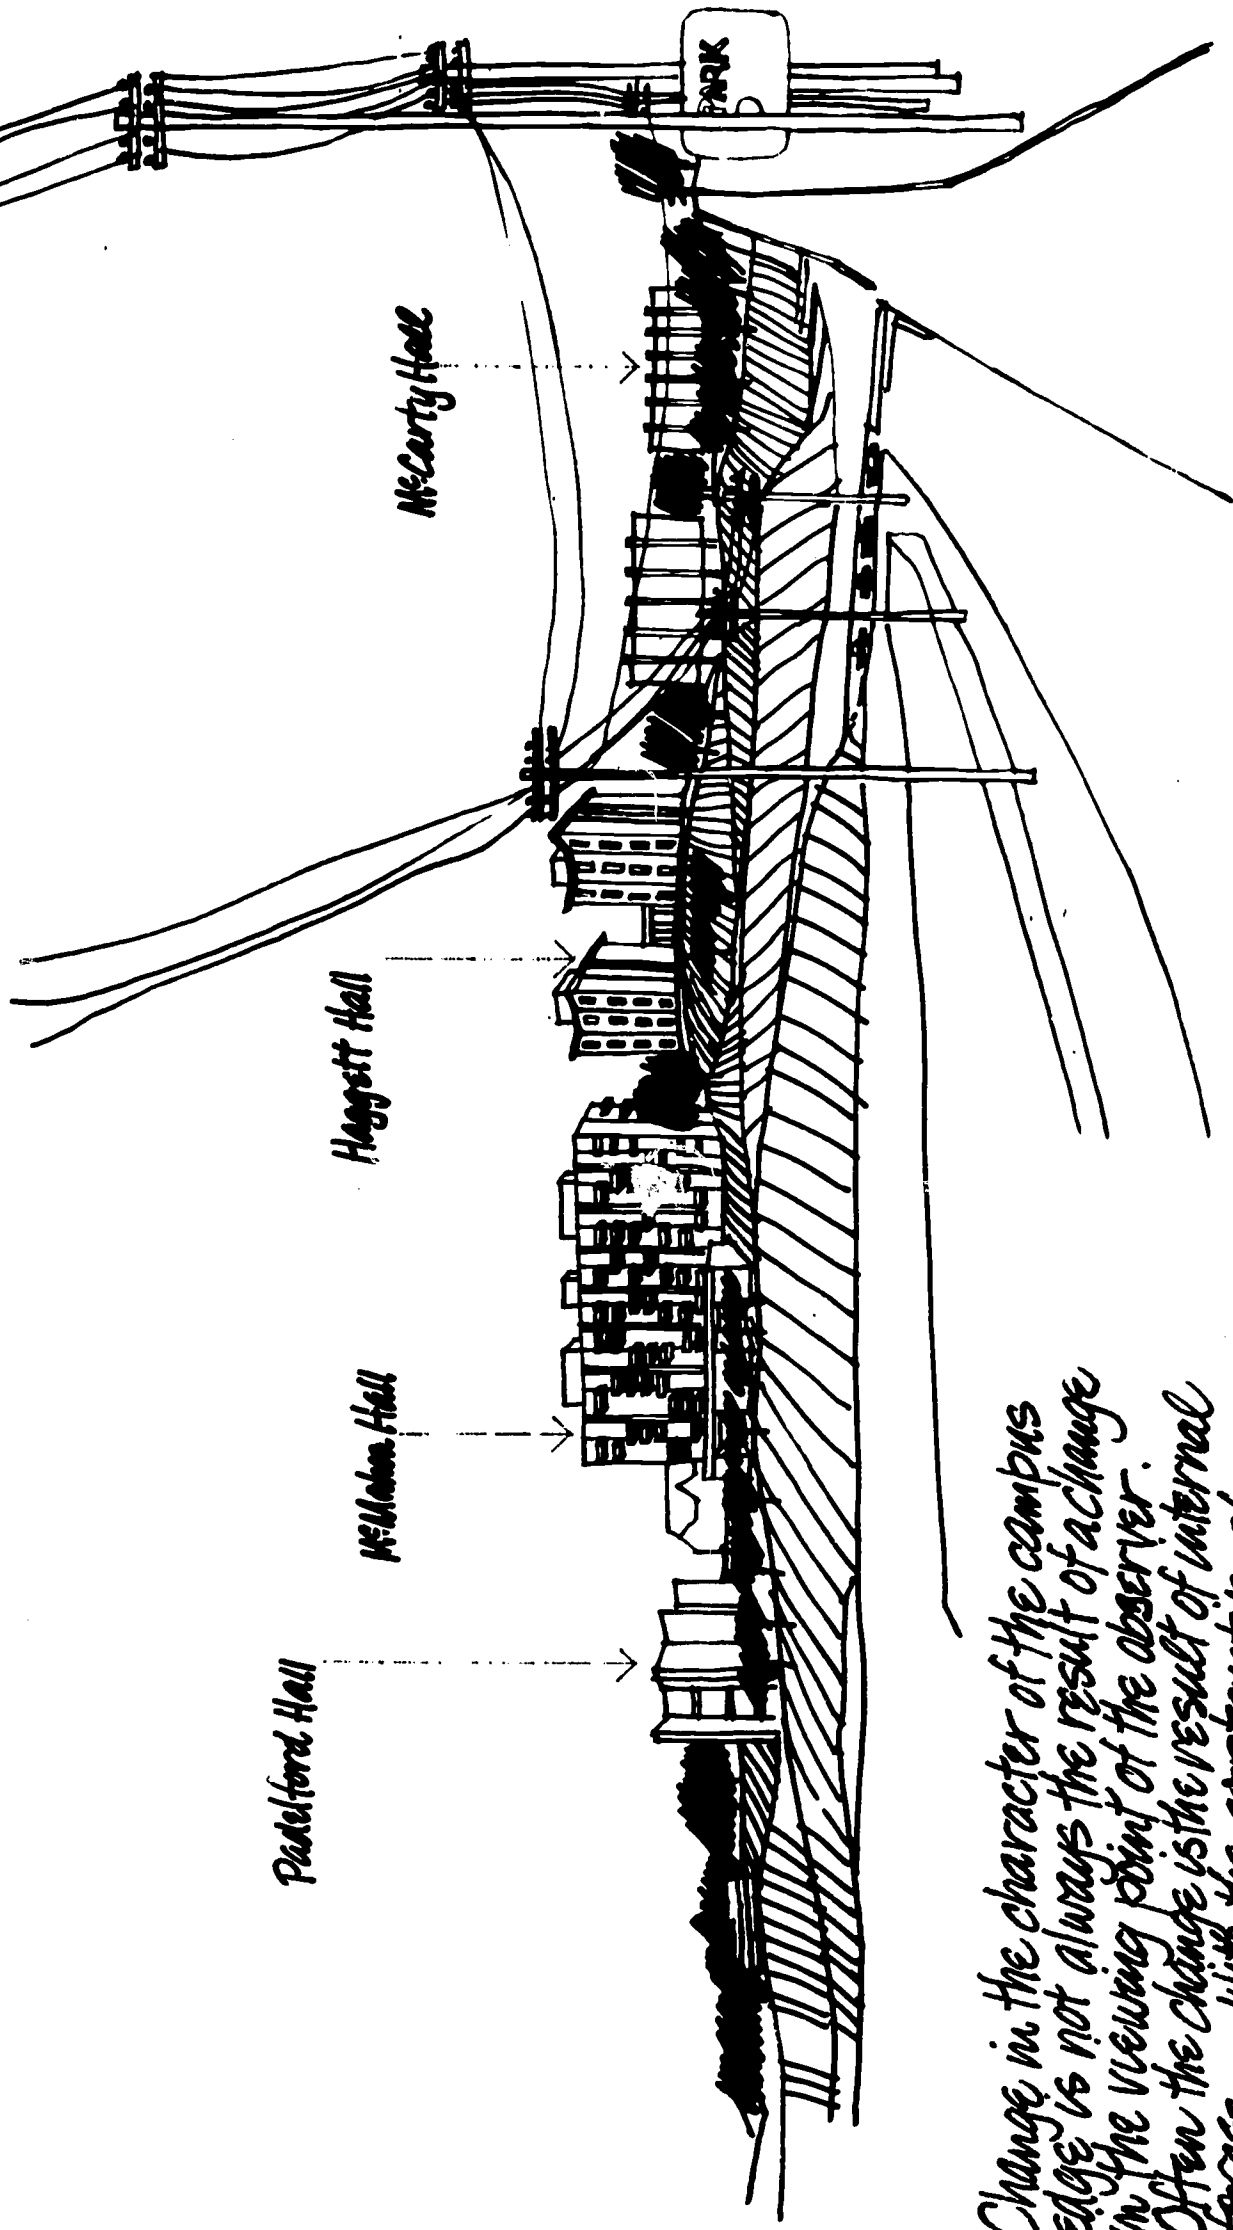 Padelford Hall
McMahon Hall
Haggett Hall
McCarty Hall
PARK
Change in the character of the campus
edge is not always the result of a change
in the viewing point of the observer.
Often the change is the result of internal